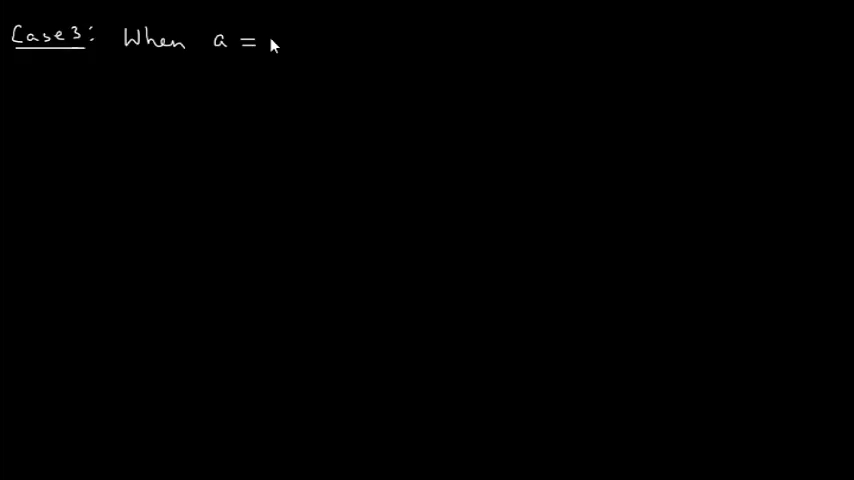 Case 3: When a =